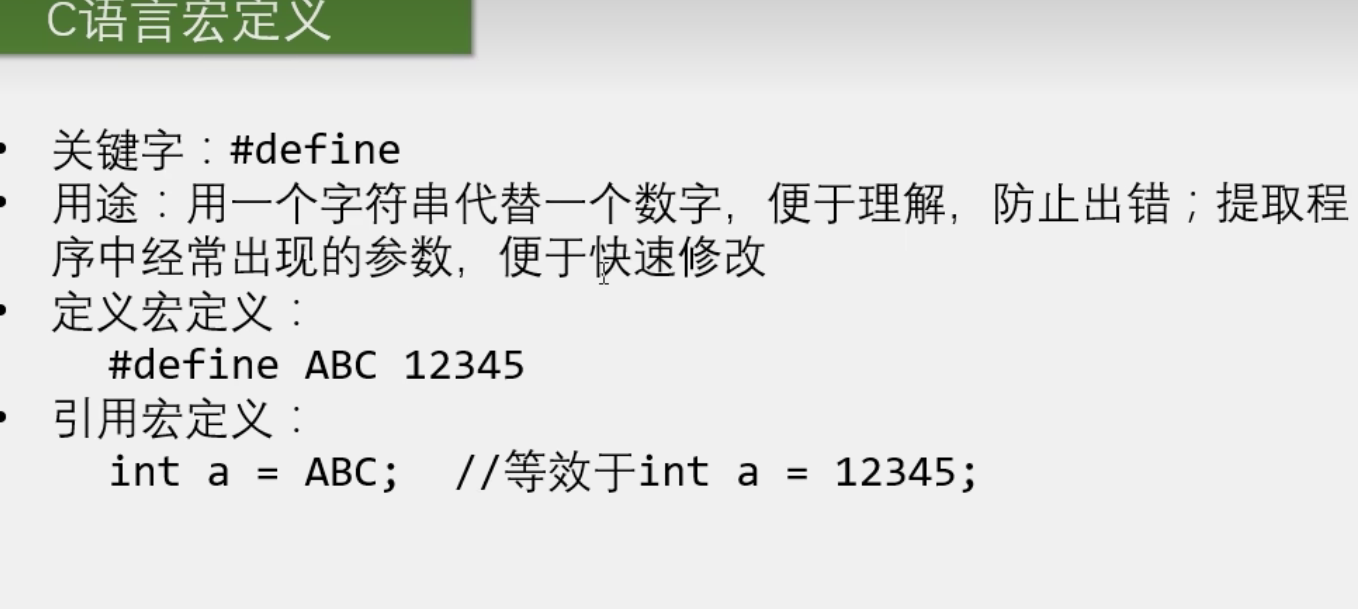 C语言宏定义
• 关键字：#define
• 用途：用一个字符串代替一个数字，便于理解，防止出错；提取程
序中经常出现的参数，便于快速修改
• 定义宏定义：
#define ABC 12345
• 引用宏定义：
int a = ABC;  //等效于int a = 12345;